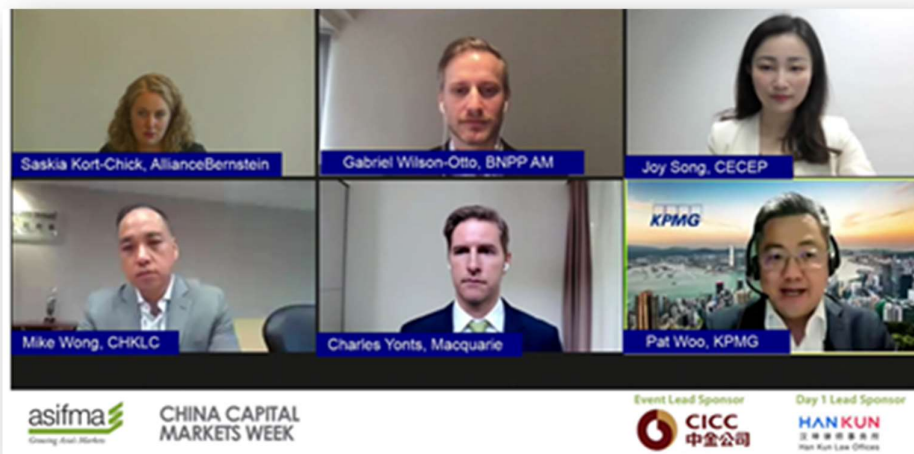 Saskia Kort-Chick, AllianceBernstein
Gabriel Wilson-Otto, BNPP AM
Joy Song, CECEP
KPMG
Mike Wong, CHKLC
Charles Yonts, Macquarie
Pat Woo, KPMG
asifma
Growing Asia's Markets
CHINA CAPITAL
MARKETS WEEK
Event Lead Sponsor
CICC
中金公司
Day 1 Lead Sponsor
HANKUN
汉坤律师事务所
Han Kun Law Offices